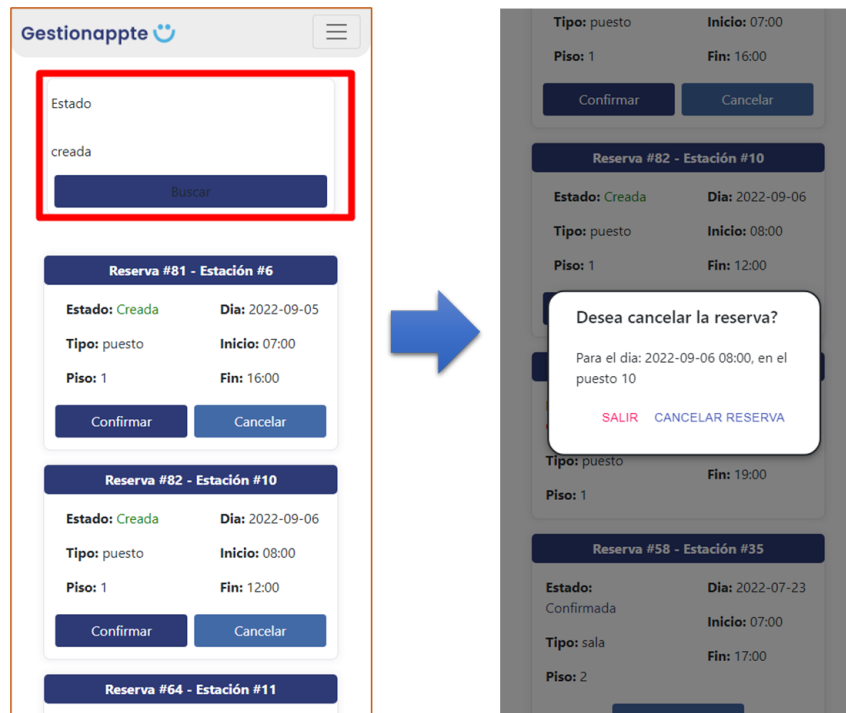 Gestionappte
Estado
creada
Buscar
Reserva #81 - Estación #6
Estado: Creada Dia: 2022-09-05
Tipo: puesto Inicio: 07:00
Piso: 1 Fin: 16:00
Confirmar Cancelar
Reserva #82 - Estación #10
Estado: Creada Dia: 2022-09-06
Tipo: puesto Inicio: 08:00
Piso: 1 Fin: 12:00
Confirmar Cancelar
Reserva #64 - Estación #11
Tipo: puesto Inicio: 07:00
Piso: 1 Fin: 16:00
Confirmar Cancelar
Reserva #82 - Estación #10
Estado: Creada Dia: 2022-09-06
Tipo: puesto Inicio: 08:00
Piso: 1 Fin: 12:00
Desea cancelar la reserva?
Para el dia: 2022-09-06 08:00, en el
puesto 10
SALIR CANCELAR RESERVA
Tipo: puesto
Fin: 19:00
Piso: 1
Reserva #58 - Estación #35
Estado: Dia: 2022-07-23
Confirmada
Inicio: 07:00
Tipo: sala
Fin: 17:00
Piso: 2